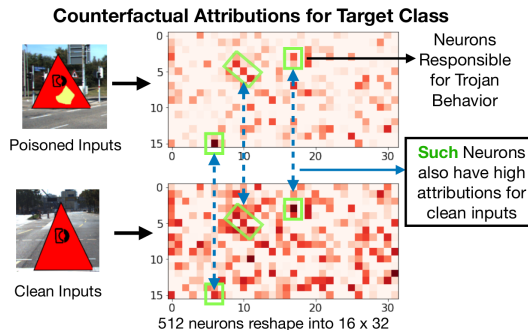 Counterfactual Attributions for Target Class
Poisoned Inputs
0
5
10
15
0
10
20
30
Neurons
Responsible
for Trojan
Behavior
Such Neurons
also have high
attributions for
clean inputs
Clean Inputs
0
5
10
15
0
10
20
30
512 neurons reshape into 16 x 32